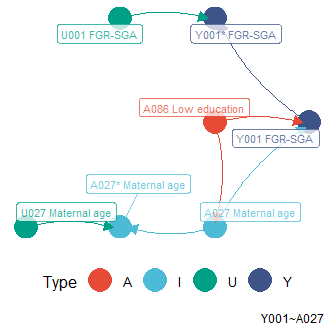 U001 FGR-SGA
Y001* FGR-SGA
A086 Low education
Y001 FGR-SGA
A027* Maternal age
U027 Maternal age
A027 Maternal age
Type A I U Y
Y001~A027